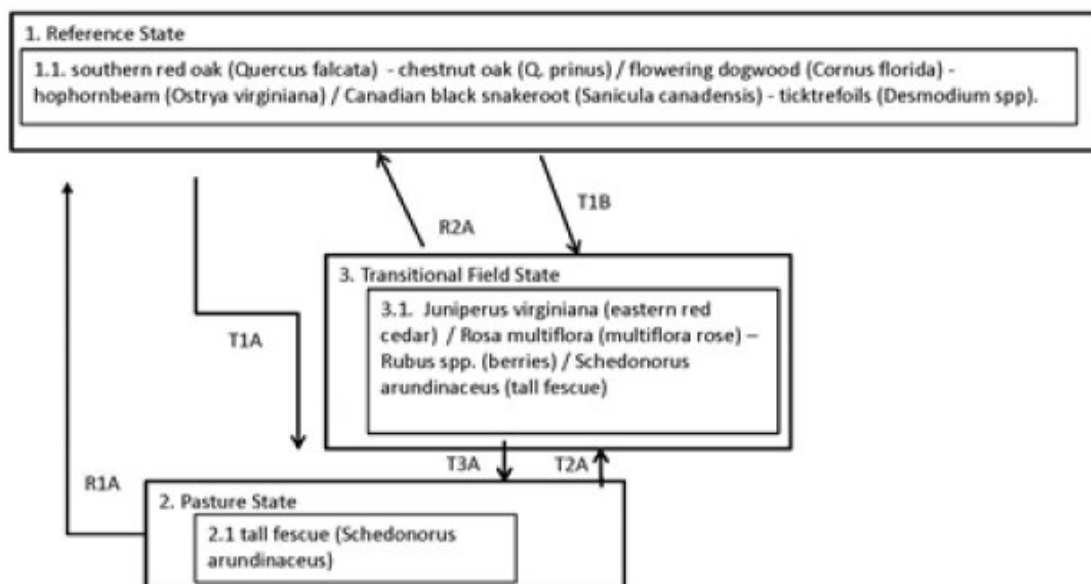 1. Reference State
1.1. southern red oak (Quercus falcata)  - chestnut oak (Q. prinus) / flowering dogwood (Cornus florida) -
hophornbeam (Ostrya virginiana) / Canadian black snakeroot (Sanicula canadensis) - ticktrefoils (Desmodium spp).
T1B
R2A
3. Transitional Field State
3.1.  Juniperus virginiana (eastern red
cedar)  / Rosa multiflora (multiflora rose) –
Rubus spp. (berries) / Schedonorus
arundinaceus (tall fescue)
T1A
T3A
T2A
R1A
2. Pasture State
2.1 tall fescue (Schedonorus
arundinaceus)